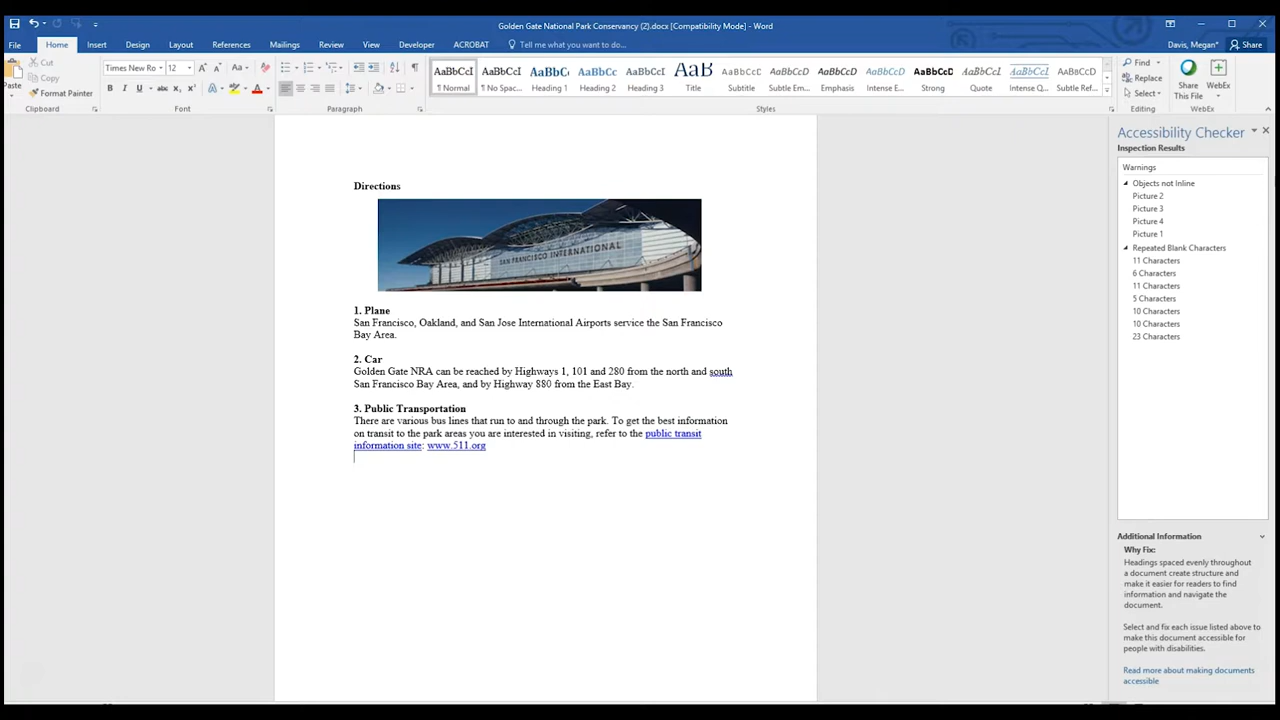 Golden Gate National Park Conservancy (2).docx [Compatibility Mode] - Word
File Home Insert Design Layout References Mailings Review View Developer ACROBAT Tell me what you want to do... Davis, Megan* Share
Paste
Cut
Copy
Format Painter
Clipboard
Times New Ro 12
Font
Paragraph
AaBbCcI AaBbCcI AaBbC AaBbCc AaBbCcI AaB AaBbCcD AaBbCcD AaBbCcD AaBbCcD AaBbCcD AaBbCcD AaBbCcI AaBbCcD
¶ Normal ¶ No Spac... Heading 1 Heading 2 Heading 3 Title Subtitle Subtle Em... Emphasis Intense E... Strong Quote Intense Q... Subtle Ref...
Styles
Find
Replace
Select
Editing
Share This File
WebEx
WebEx
Directions
SAN FRANCISCO INTERNATIONAL
1. Plane
San Francisco, Oakland, and San Jose International Airports service the San Francisco
Bay Area.
2. Car
Golden Gate NRA can be reached by Highways 1, 101 and 280 from the north and south
San Francisco Bay Area, and by Highway 880 from the East Bay.
3. Public Transportation
There are various bus lines that run to and through the park. To get the best information
on transit to the park areas you are interested in visiting, refer to the public transit
information site: www.511.org
Accessibility Checker
Inspection Results
Warnings
Objects not Inline
Picture 2
Picture 3
Picture 4
Picture 1
Repeated Blank Characters
11 Characters
6 Characters
11 Characters
5 Characters
10 Characters
10 Characters
23 Characters
Additional Information
Why Fix:
Headings spaced evenly throughout
a document create structure and
make it easier for readers to find
information and navigate the
document.
Select and fix each issue listed above to
make this document accessible for
people with disabilities.
Read more about making documents
accessible